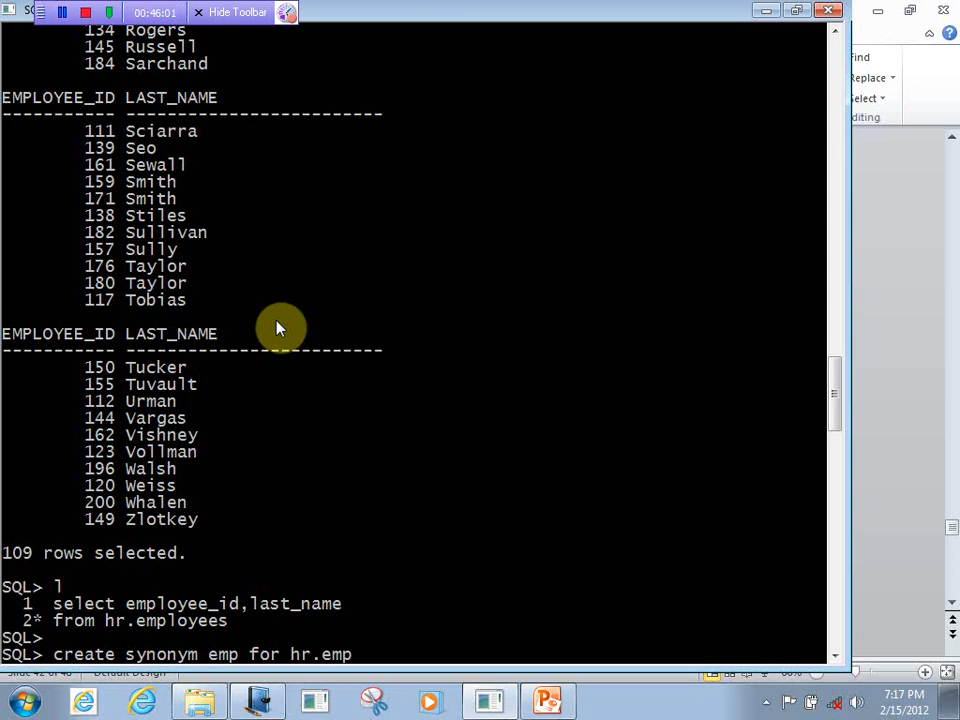 00:46:01 Hide Toolbar
134 Rogers
145 Russell
184 Sarchand
EMPLOYEE_ID LAST_NAME
----------- -------------------------
111 Sciarra
139 Seo
161 Sewall
159 Smith
171 Smith
138 Stiles
182 Sullivan
157 Sully
176 Taylor
180 Taylor
117 Tobias
EMPLOYEE_ID LAST_NAME
----------- -------------------------
150 Tucker
155 Tuvault
112 Urman
144 Vargas
162 Vishney
123 Vollman
196 Walsh
120 Weiss
200 Whalen
149 Zlotkey
109 rows selected.
SQL> l
1 select employee_id,last_name
2* from hr.employees
SQL>
SQL> create synonym emp for hr.emp
Find
Replace
Select
diting
7:17 PM
2/15/2012